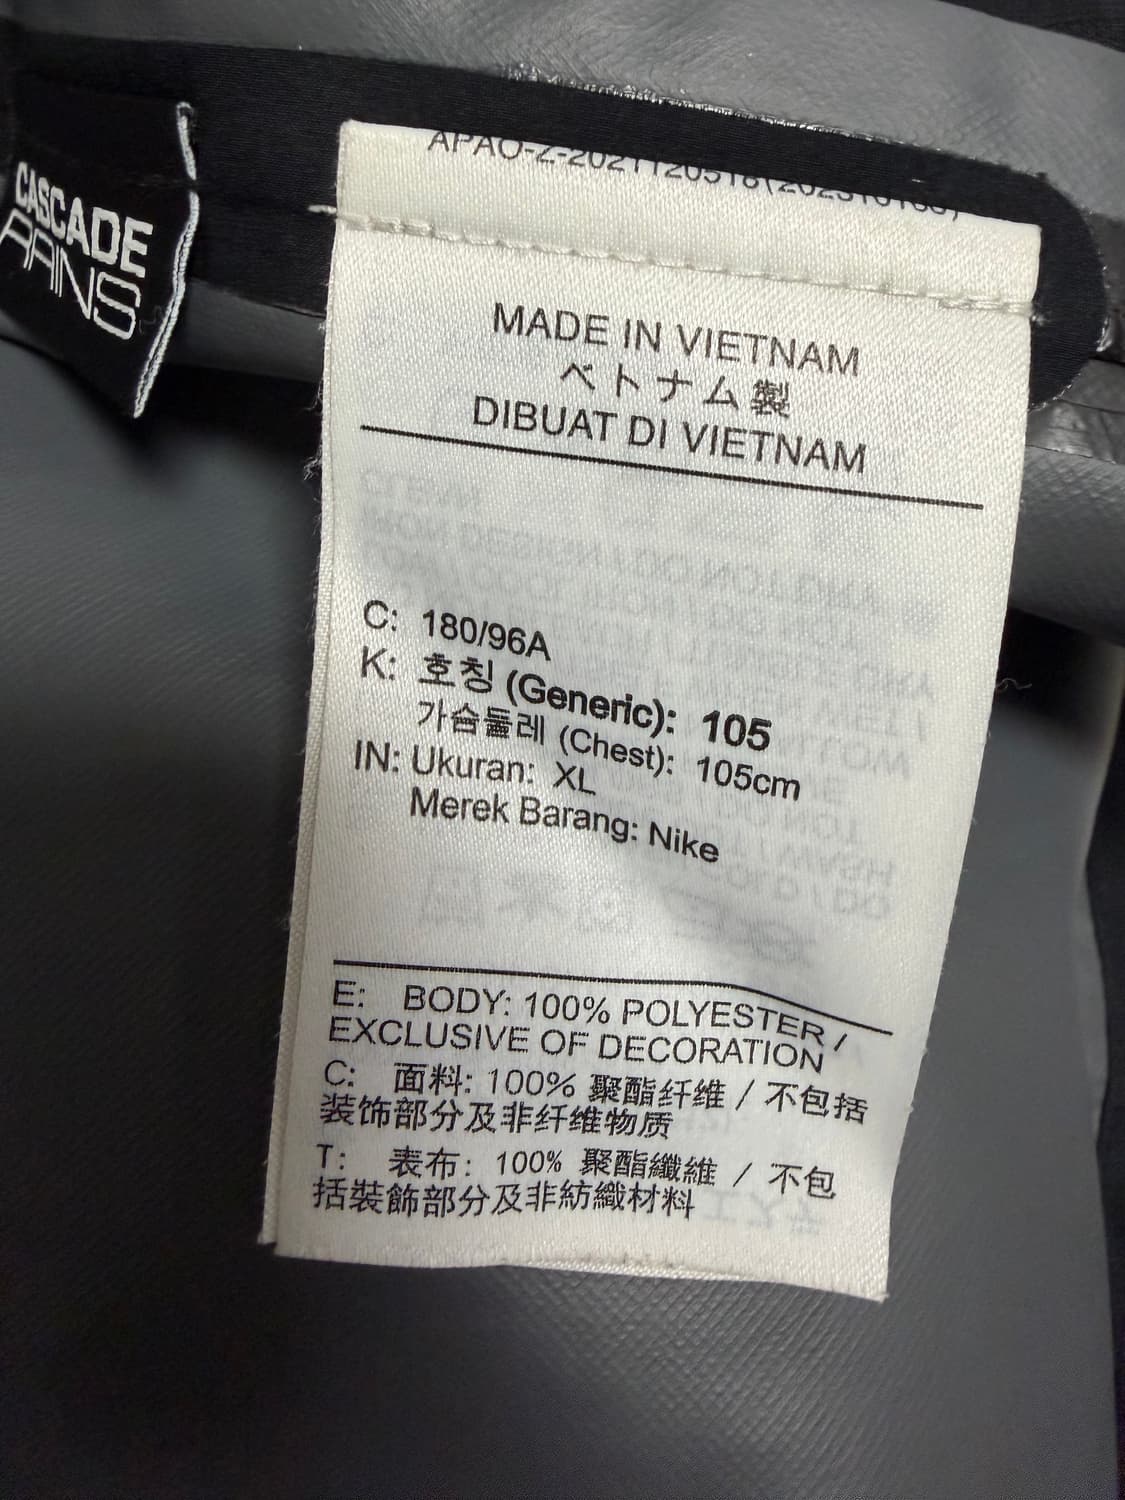 CASCADE
RAINS
MADE IN VIETNAM
ベトナム製
DIBUAT DI VIETNAM
C: 180/96A
K: 호칭 (Generic): 105
가슴둘레 (Chest): 105cm
IN: Ukuran: XL
Merek Barang: Nike
E: BODY: 100% POLYESTER /
EXCLUSIVE OF DECORATION
C: 面料: 100% 聚酯纤维 / 不包括
装饰部分及非纤维物质
T: 表布: 100% 聚酯纖維 / 不包
括裝飾部分及非紡織材料